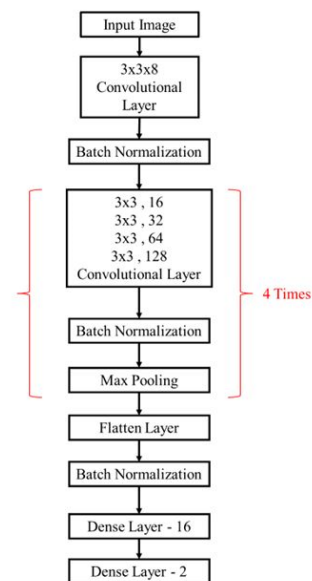 Input Image
3x3x8
Convolutional
Layer
Batch Normalization
3x3 , 16
3x3 , 32
3x3 , 64
3x3 , 128
Convolutional Layer
4 Times
Batch Normalization
Max Pooling
Flatten Layer
Batch Normalization
Dense Layer - 16
Dense Layer - 2